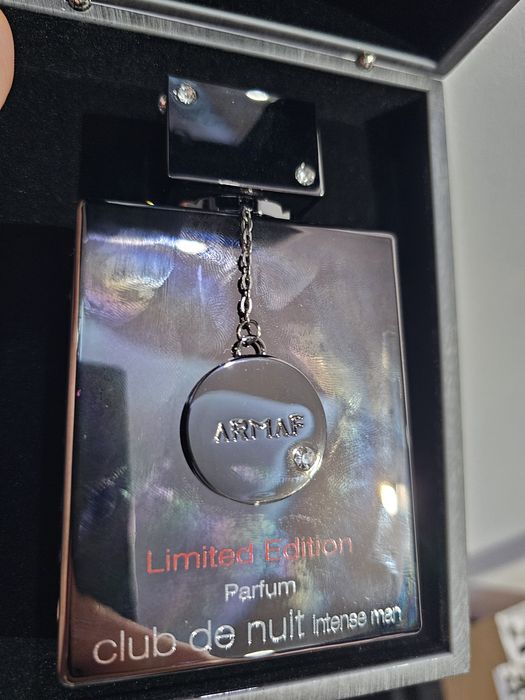 ARMAF
Limited Edition
Parfum
club de nuit intense man